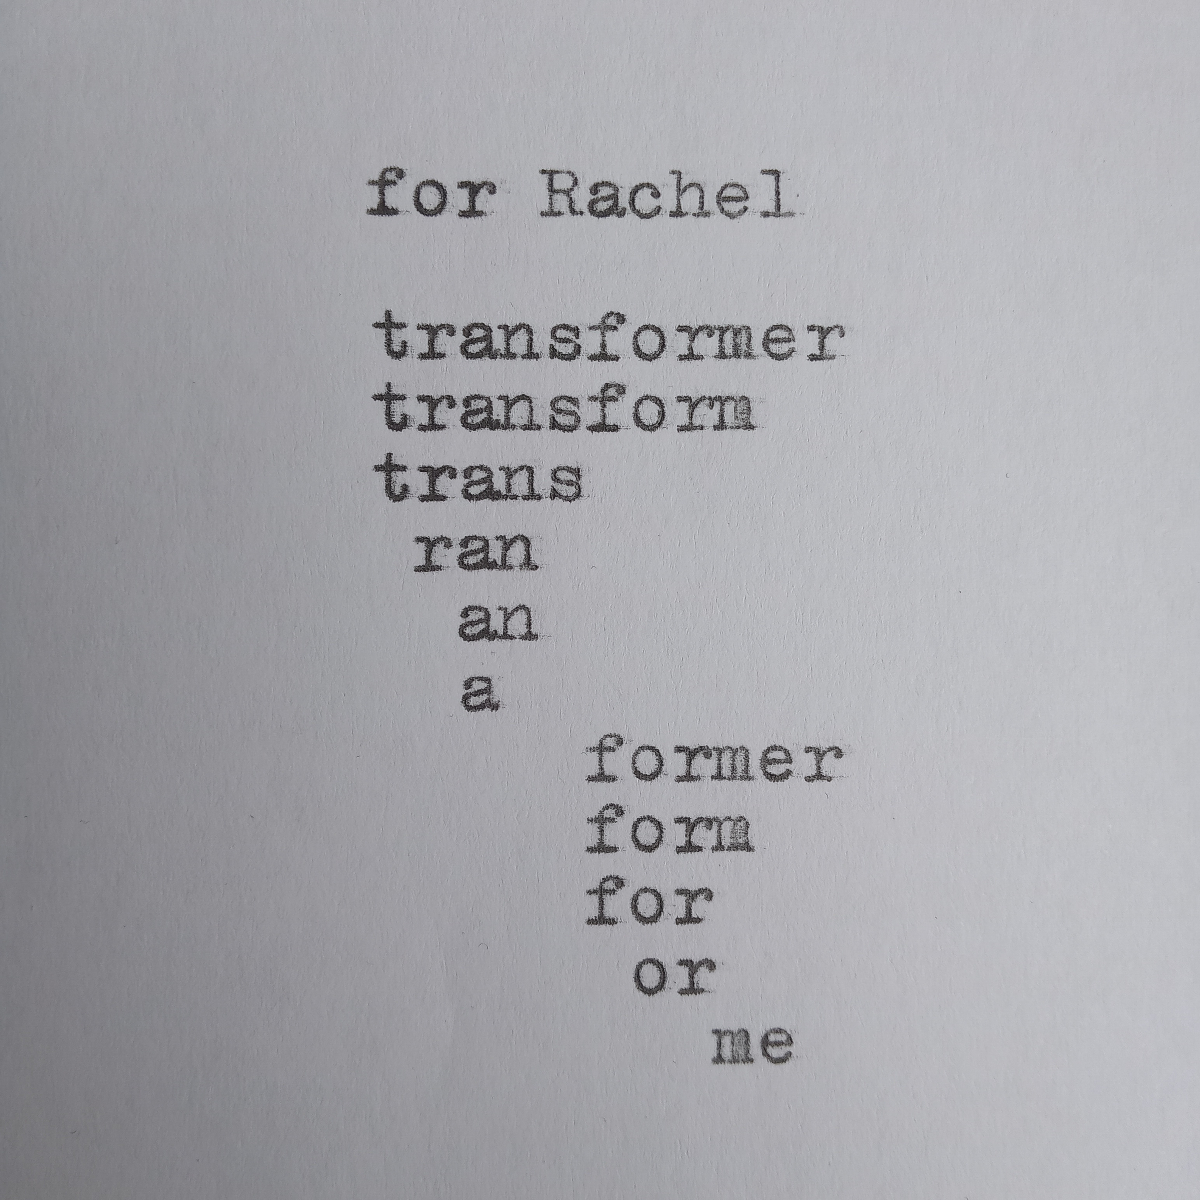 for Rachel
transformer
transform
trans
ran
an
a
former
form
for
or
me